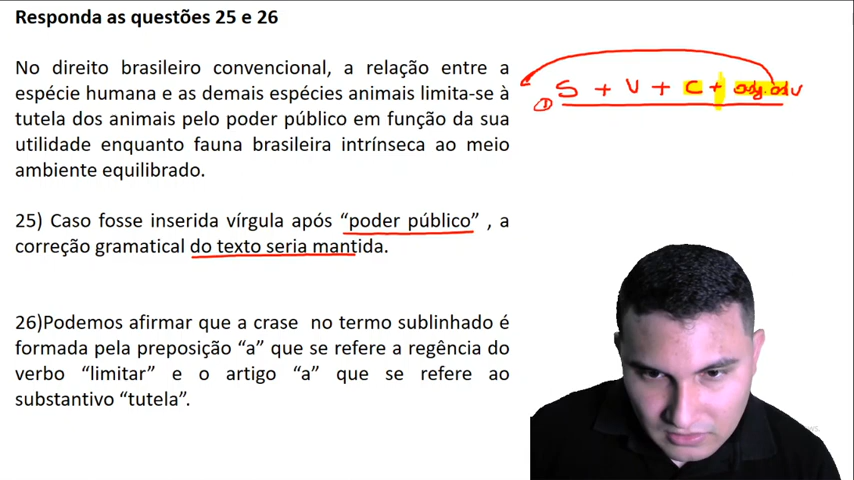 Responda as questões 25 e 26
No direito brasileiro convencional, a relação entre a
espécie humana e as demais espécies animais limita-se à
tutela dos animais pelo poder público em função da sua
utilidade enquanto fauna brasileira intrínseca ao meio
ambiente equilibrado.
25) Caso fosse inserida vírgula após “poder público” , a
correção gramatical do texto seria mantida.
26)Podemos afirmar que a crase no termo sublinhado é
formada pela preposição “a” que se refere a regência do
verbo “limitar” e o artigo “a” que se refere ao
substantivo “tutela”.
① S + V + C + adj. adv